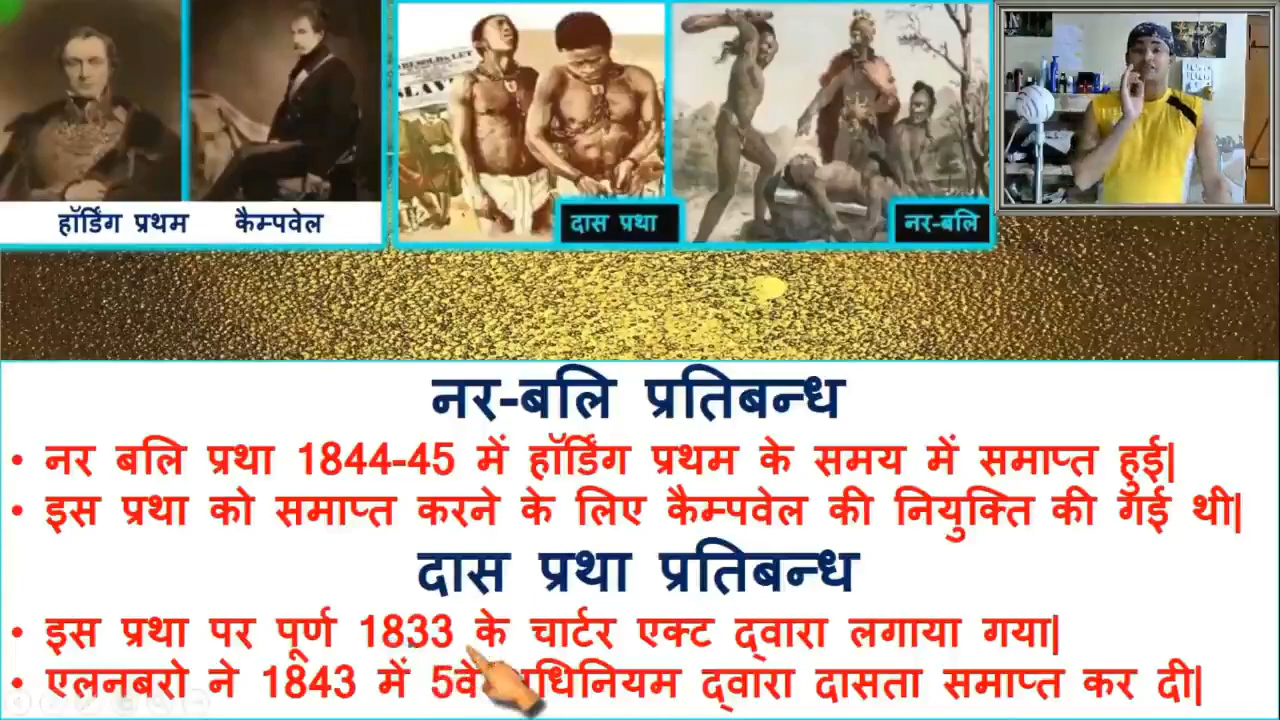 हॉर्डिंग प्रथम कैम्पवेल
दास प्रथा
नर-बलि
नर-बलि प्रतिबन्ध
• नर बलि प्रथा 1844-45 में हॉर्डिंग प्रथम के समय में समाप्त हुई|
• इस प्रथा को समाप्त करने के लिए कैम्पवेल की नियुक्ति की गई थी|
दास प्रथा प्रतिबन्ध
• इस प्रथा पर पूर्ण 1833 के चार्टर एक्ट द्वारा लगाया गया|
• एलनबरो ने 1843 में 5वें द्वारा दासता समाप्त कर दी|